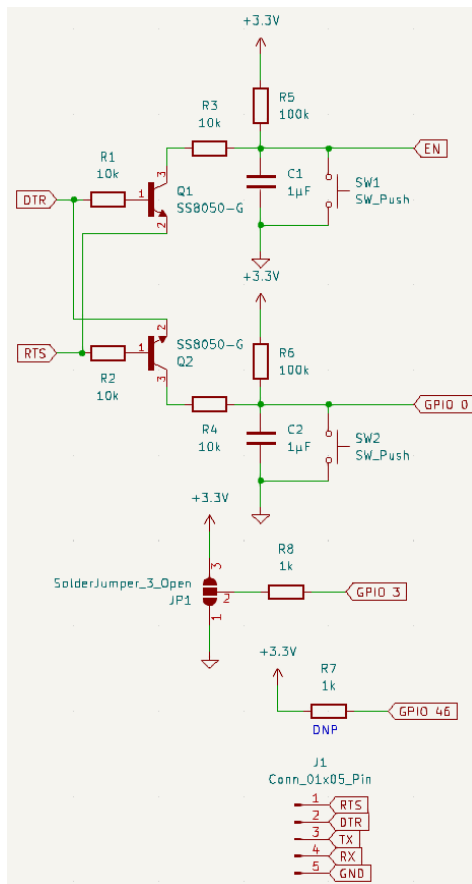 +3.3V
R5
100k
R3
10k
EN
R1
10k
3
C1
1µF
SW1
SW_Push
Q1
SS8050-G
DTR
1
2
+3.3V
2
SS8050-G
Q2
RTS
1
R6
100k
R2
10k
3
GPIO 0
R4
10k
C2
1µF
SW2
SW_Push
+3.3V
3
R8
1k
SolderJumper_3_Open
JP1
2
GPIO 3
1
+3.3V
R7
1k
GPIO 46
DNP
J1
Conn_01x05_Pin
1 RTS
2 DTR
3 TX
4 RX
5 GND